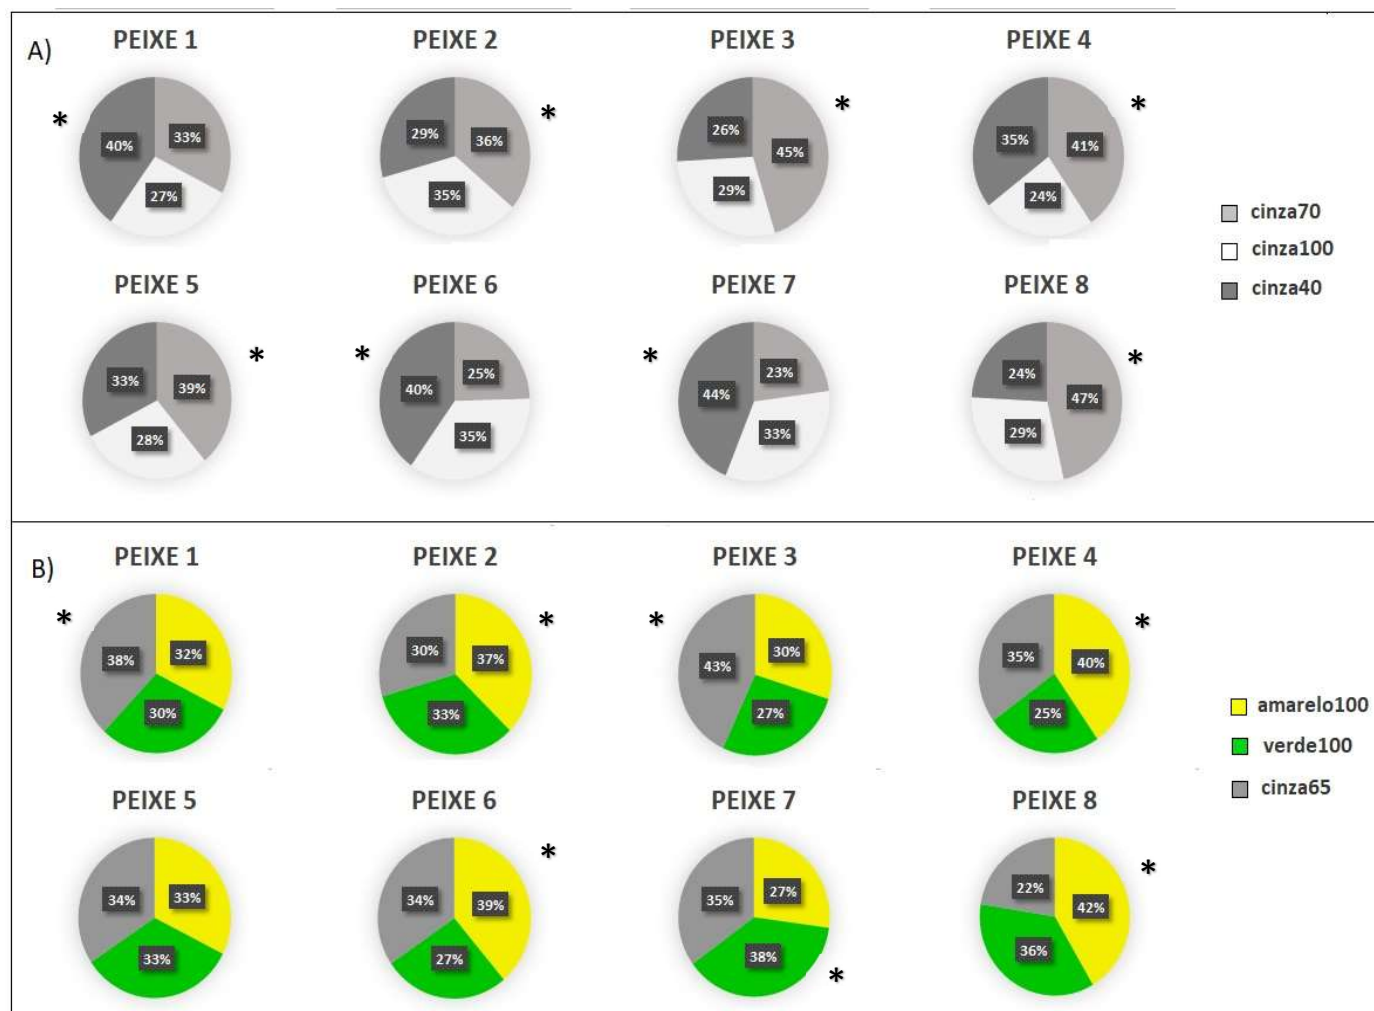 A)
PEIXE 1 PEIXE 2 PEIXE 3 PEIXE 4
* 40% 33% 27%
29% 36% 35% *
26% 45% 29% *
35% 41% 24% *
cinza70
cinza100
cinza40
PEIXE 5 PEIXE 6 PEIXE 7 PEIXE 8
33% 39% 28% *
* 40% 25% 35%
* 44% 23% 33%
24% 47% 29% *
B)
PEIXE 1 PEIXE 2 PEIXE 3 PEIXE 4
* 38% 32% 30%
30% 37% 33% *
* 43% 30% 27%
35% 40% 25% *
amarelo100
verde100
cinza65
PEIXE 5 PEIXE 6 PEIXE 7 PEIXE 8
34% 33% 33%
34% 39% 27% *
35% 27% 38% *
22% 42% 36% *